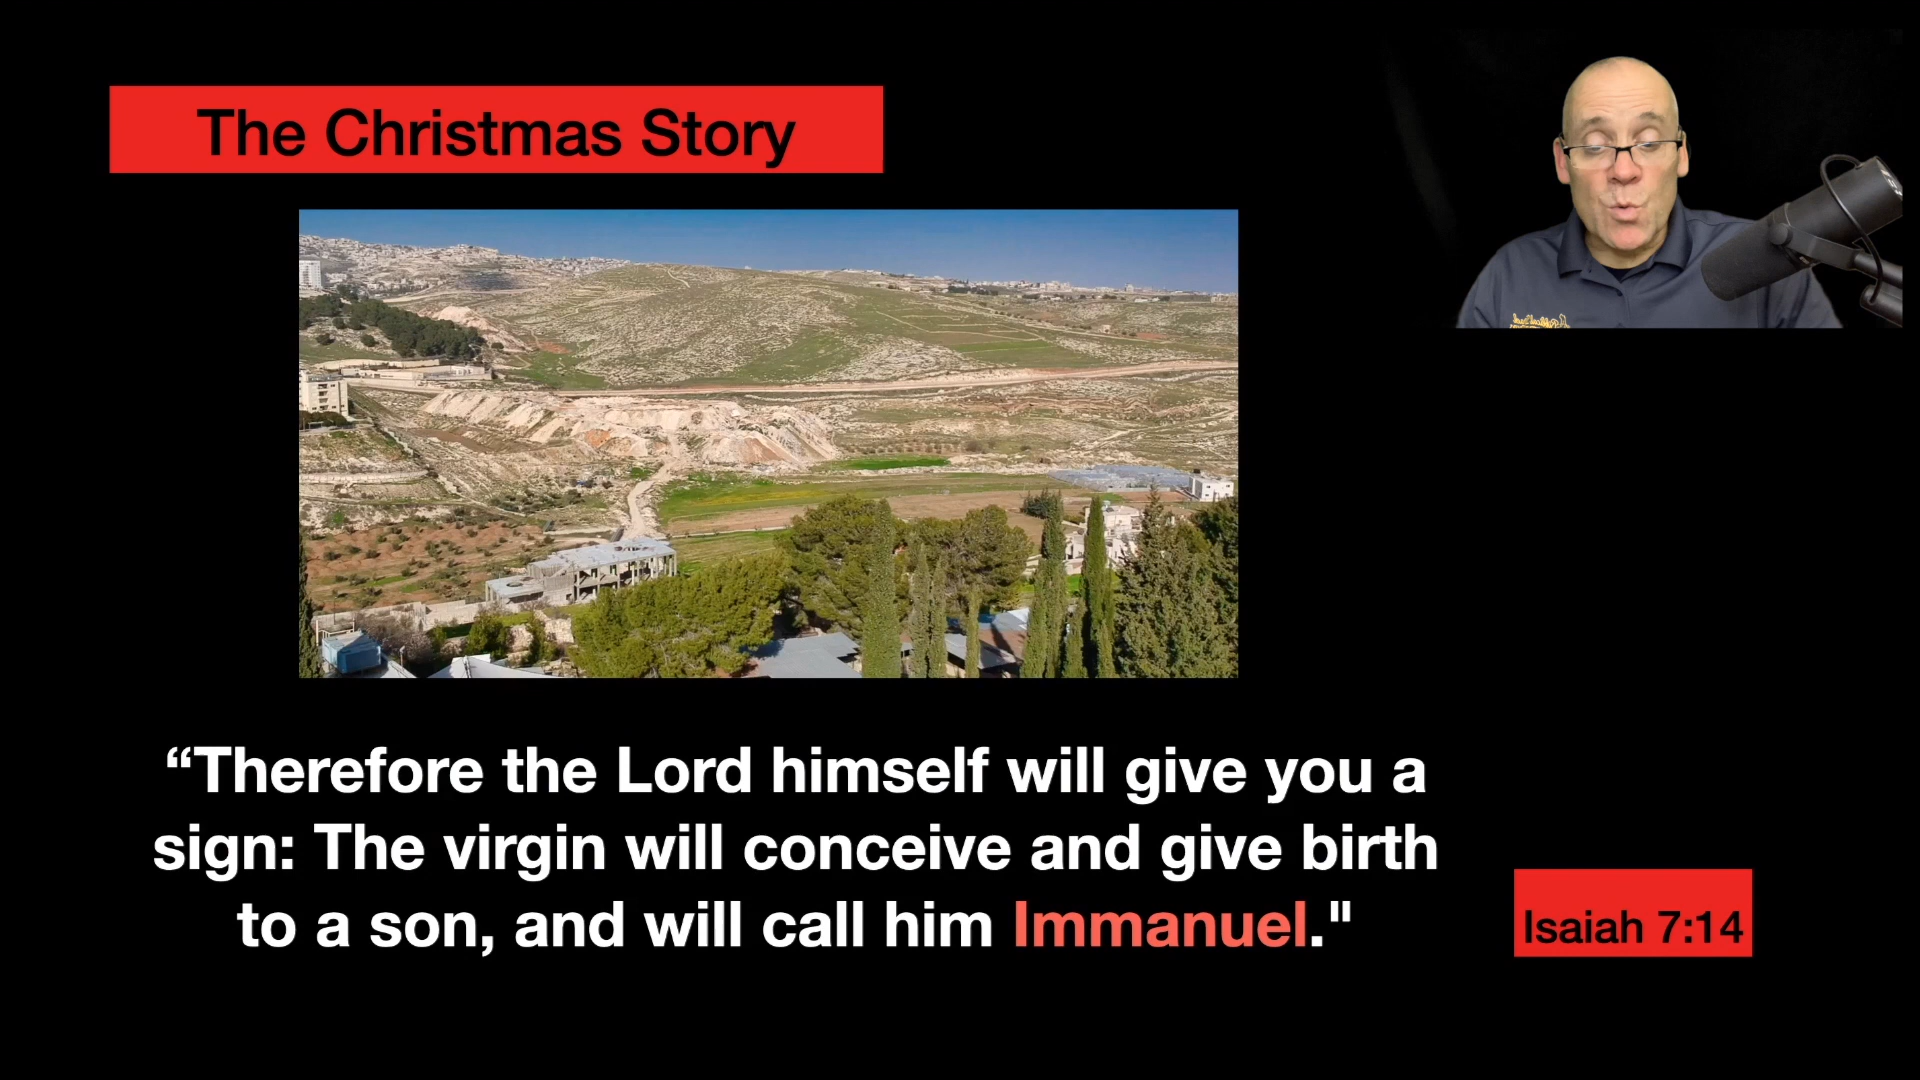 The Christmas Story
“Therefore the Lord himself will give you a
sign: The virgin will conceive and give birth
to a son, and will call him Immanuel."
Isaiah 7:14